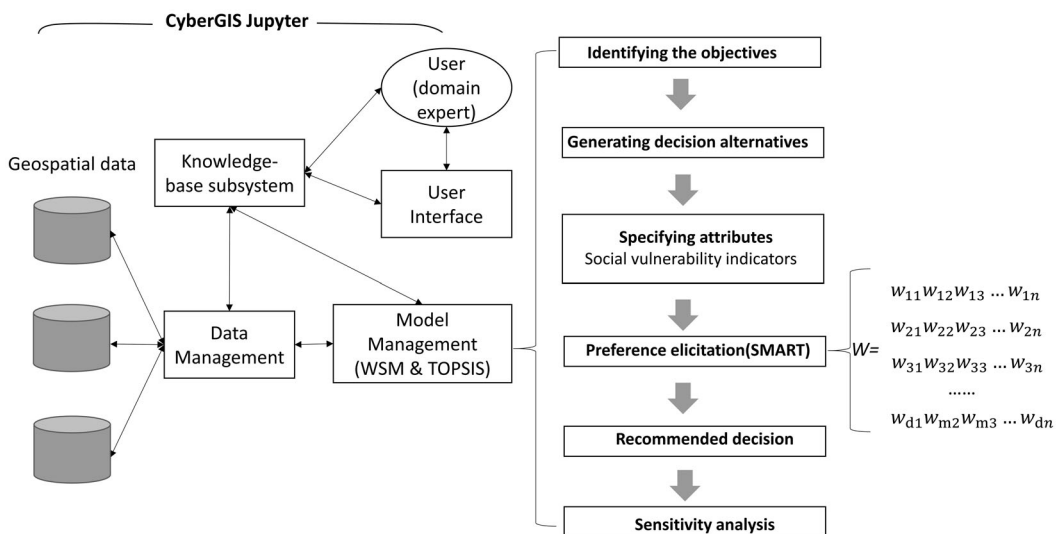 CyberGIS Jupyter
User
(domain
expert)
Geospatial data
Knowledge-
base subsystem
User
Interface
Data
Management
Model
Management
(WSM & TOPSIS)
Identifying the objectives
Generating decision alternatives
Specifying attributes
Social vulnerability indicators
Preference elicitation(SMART)
Recommended decision
Sensitivity analysis
W=
w₁₁w₁₂w₁₃ ... w₁ₙ
w₂₁w₂₂w₂₃ ... w₂ₙ
w₃₁w₃₂w₃₃ ... w₃ₙ
......
w_d1w_m2w_m3 ... w_dn